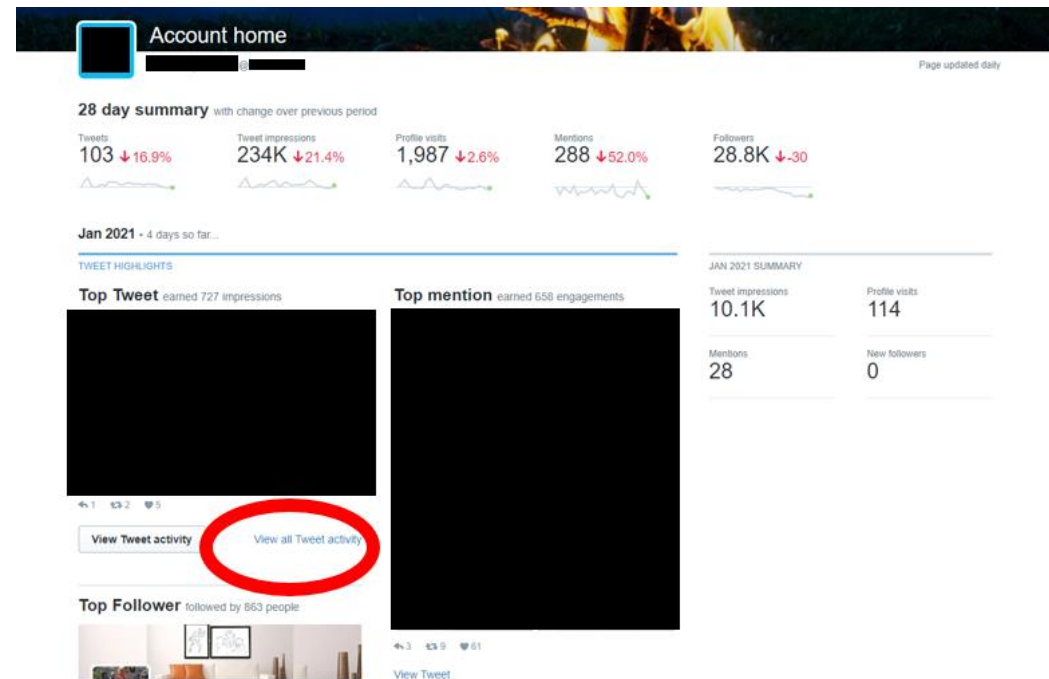 Account home
@
Page updated daily
28 day summary with change over previous period
Tweets
103 ↓16.9%
Tweet impressions
234K ↓21.4%
Profile visits
1,987 ↓2.6%
Mentions
288 ↓52.0%
Followers
28.8K ↓-30
Jan 2021 • 4 days so far...
TWEET HIGHLIGHTS
Top Tweet earned 727 impressions
1 2 5
View Tweet activity
View all Tweet activity
Top Follower followed by 863 people
Top mention earned 658 engagements
3 9 61
View Tweet
JAN 2021 SUMMARY
Tweet impressions
10.1K
Profile visits
114
Mentions
28
New followers
0